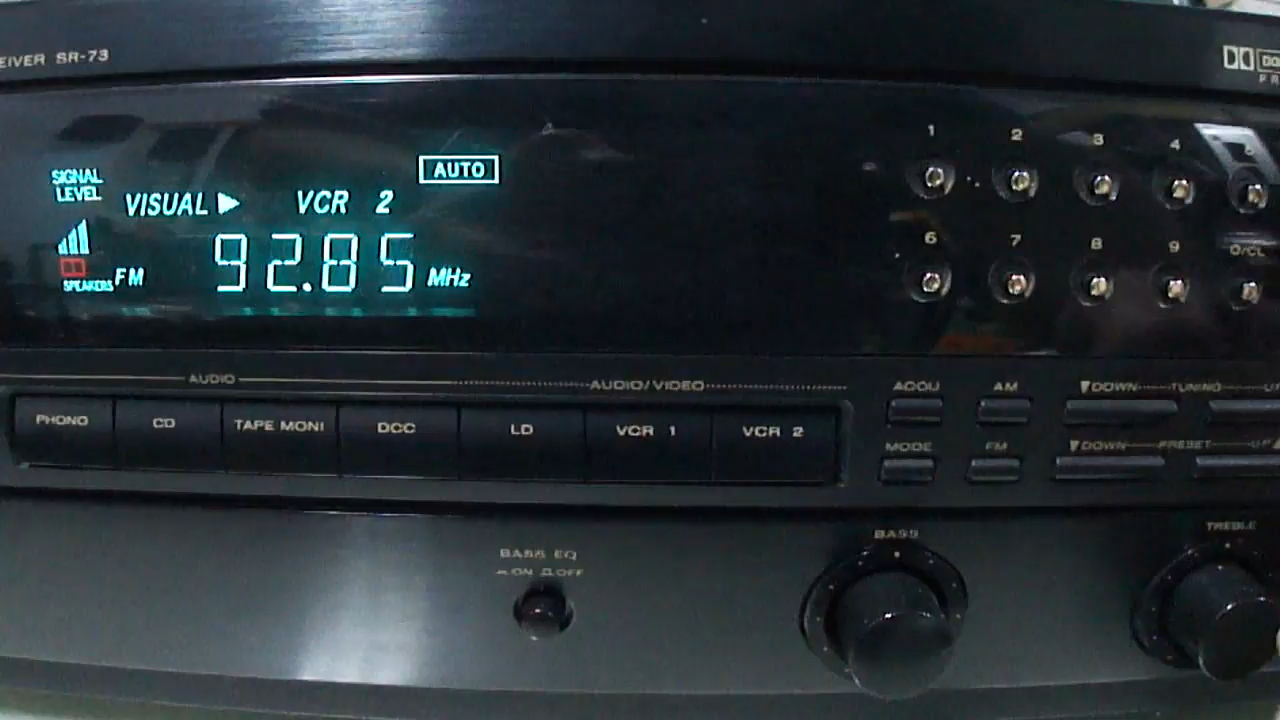 EIVER SR-73
AUTO
SIGNAL
LEVEL
VISUAL ▶ VCR 2
FM 92.85 MHz
SPEAKERS
1 2 3 4
6 7 8 9 0/CL
AUDIO AUDIO/VIDEO
PHONO CD TAPE MONI DCC LD VCR 1 VCR 2
ACOU AM ▼DOWN TUNING
MODE FM ▼DOWN PRESET UP
BASS EQ
ON OFF
BASS
TREBLE